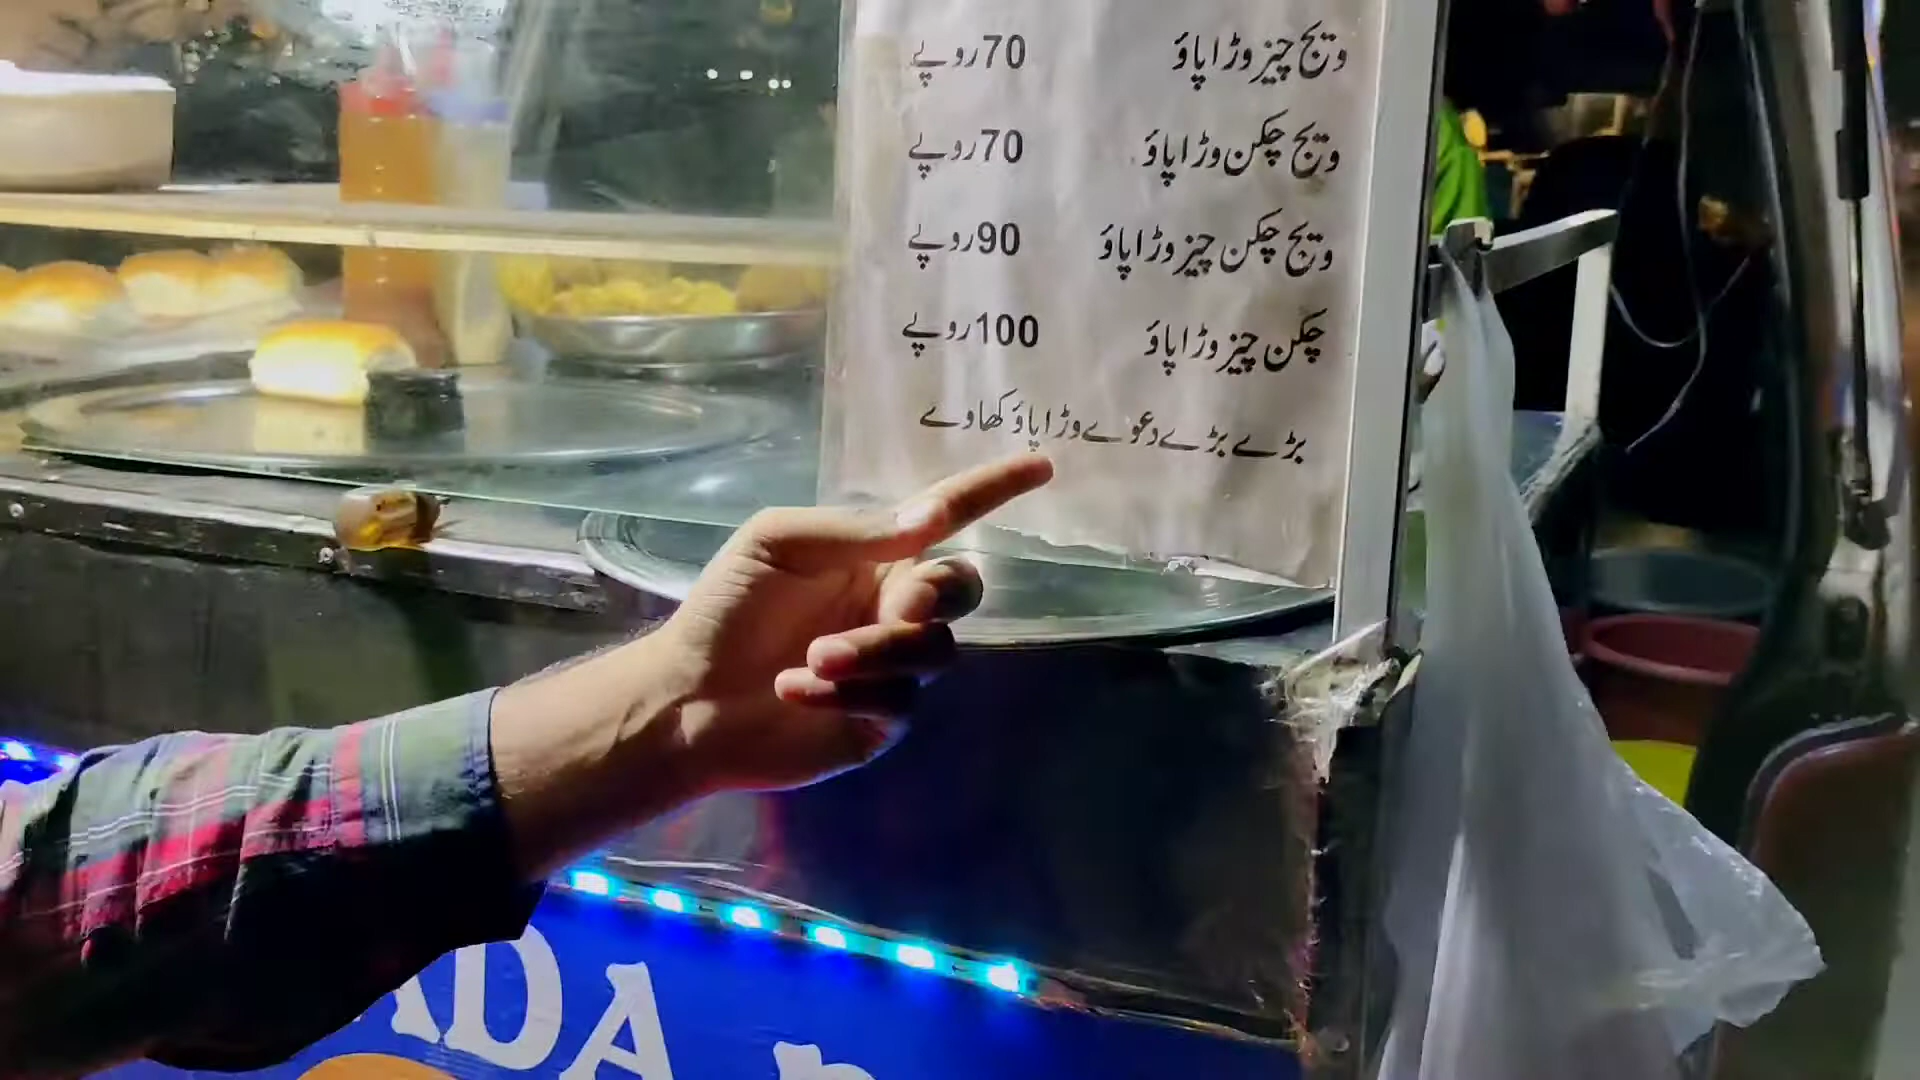 ویج چیز وڑا پاؤ 70روپے
ویج چکن وڑا پاؤ 70روپے
ویج چکن چیز وڑا پاؤ 90روپے
چکن چیز وڑا پاؤ 100روپے
بڑے بڑے دعوے وڑا پاؤ کھاوے
ADA